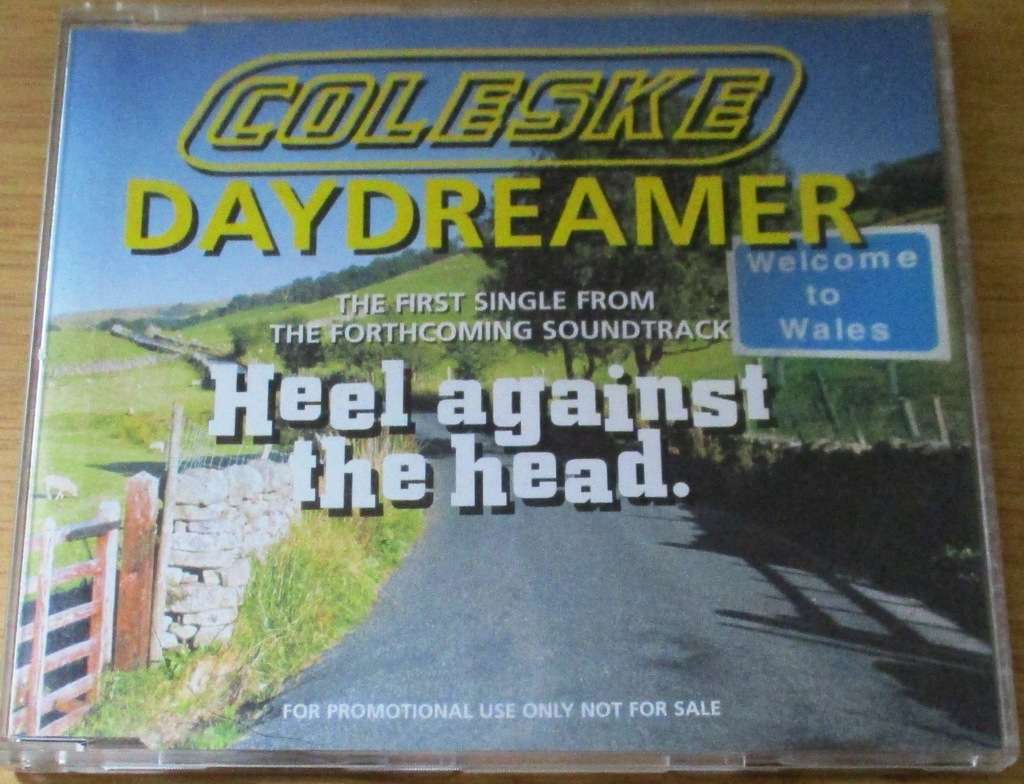 COLESKE
DAYDREAMER
Welcome
to
Wales
THE FIRST SINGLE FROM
THE FORTHCOMING SOUNDTRACK
Heel against
the head.
FOR PROMOTIONAL USE ONLY NOT FOR SALE